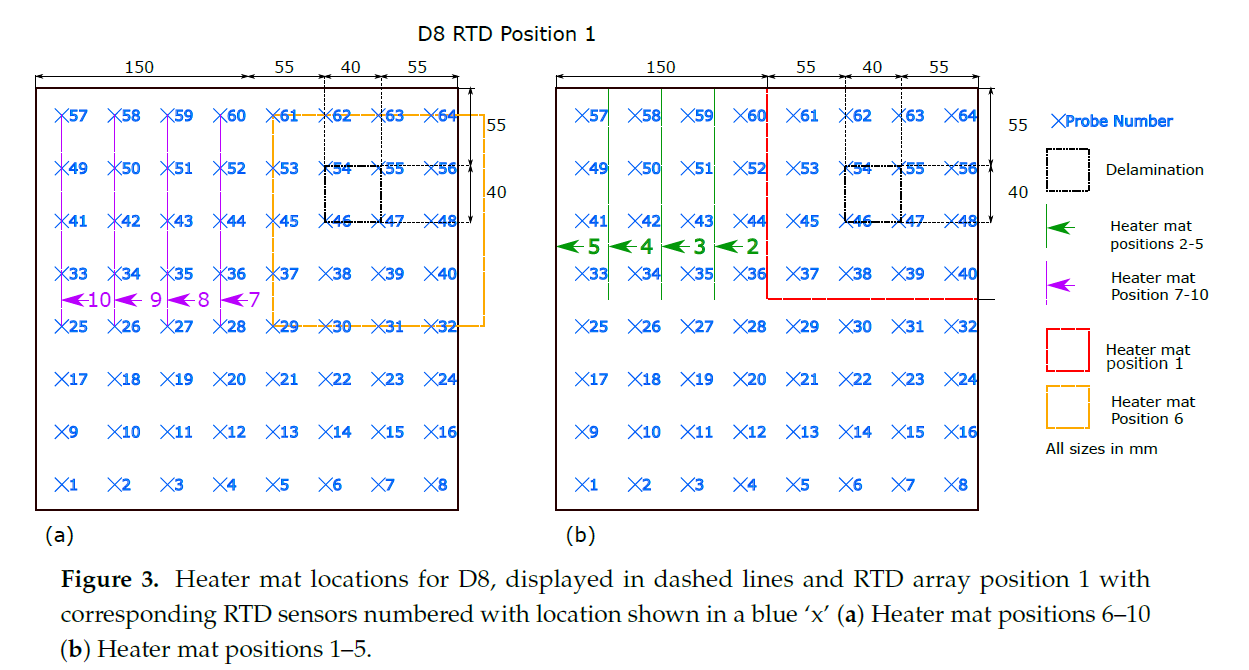 D8 RTD Position 1
150 55 40 55 150 55 40 55
57 58 59 60 61 62 63 64 57 58 59 60 61 62 63 64
55 55
Probe Number
49 50 51 52 53 54 55 56 49 50 51 52 53 54 55 56
Delamination
40 40
41 42 43 44 45 46 47 48 41 42 43 44 45 46 47 48
Heater mat
positions 2-5
5 4 3 2
33 34 35 36 37 38 39 40 33 34 35 36 37 38 39 40
Heater mat
Position 7-10
10 9 8 7
25 26 27 28 29 30 31 32 25 26 27 28 29 30 31 32
Heater mat
position 1
17 18 19 20 21 22 23 24 17 18 19 20 21 22 23 24
Heater mat
Position 6
9 10 11 12 13 14 15 16 9 10 11 12 13 14 15 16
All sizes in mm
1 2 3 4 5 6 7 8 1 2 3 4 5 6 7 8
(a) (b)
Figure 3. Heater mat locations for D8, displayed in dashed lines and RTD array position 1 with
corresponding RTD sensors numbered with location shown in a blue ‘x’ (a) Heater mat positions 6–10
(b) Heater mat positions 1–5.